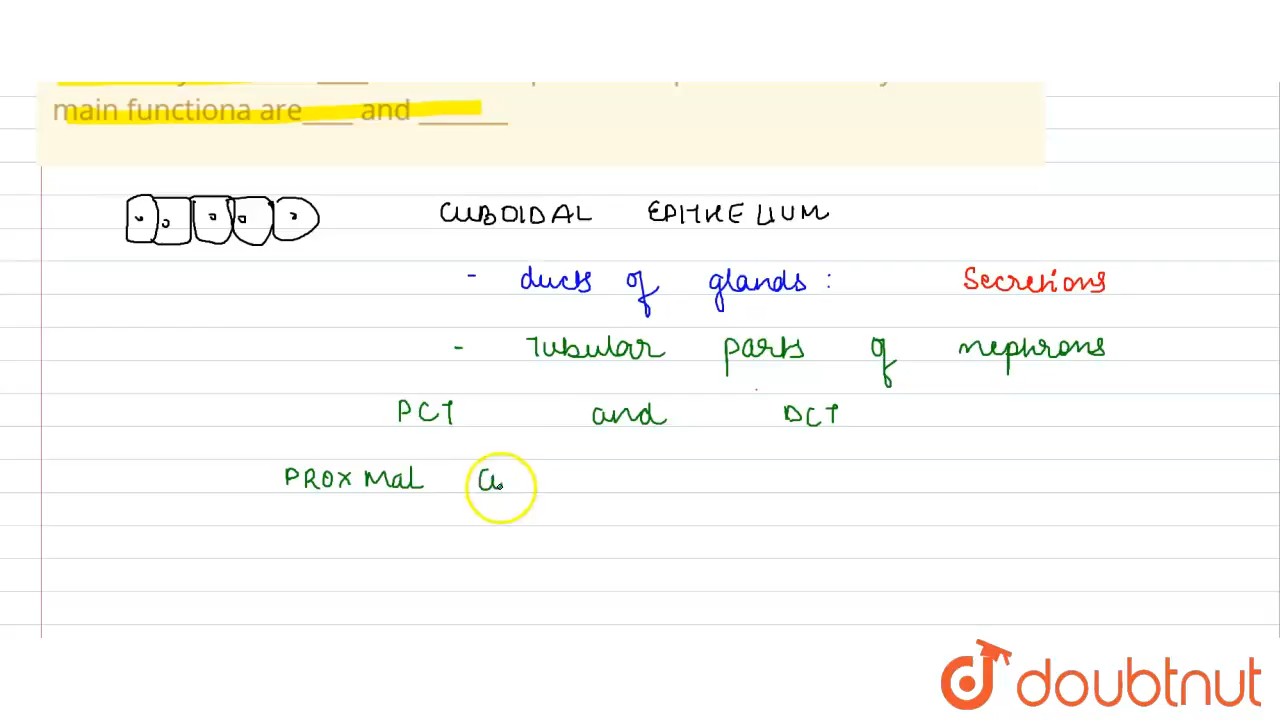 main functiona are____ and _______
CUBOIDAL EPITHELIUM
- ducts of glands : Secretions
- Tubular parts of nephrons
PCT and DCT
PROXMAL
doubtnut